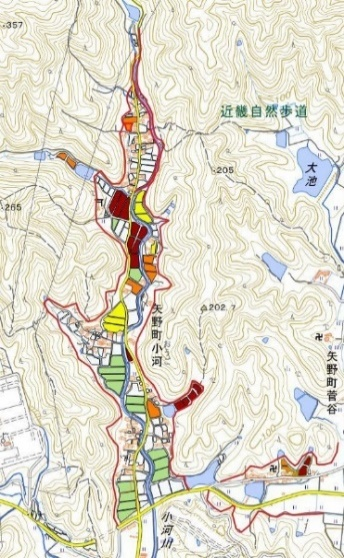 ・357
近畿自然歩道
・205
大池
・265
△202.7
矢野町小河
矢野町菅谷
小河川